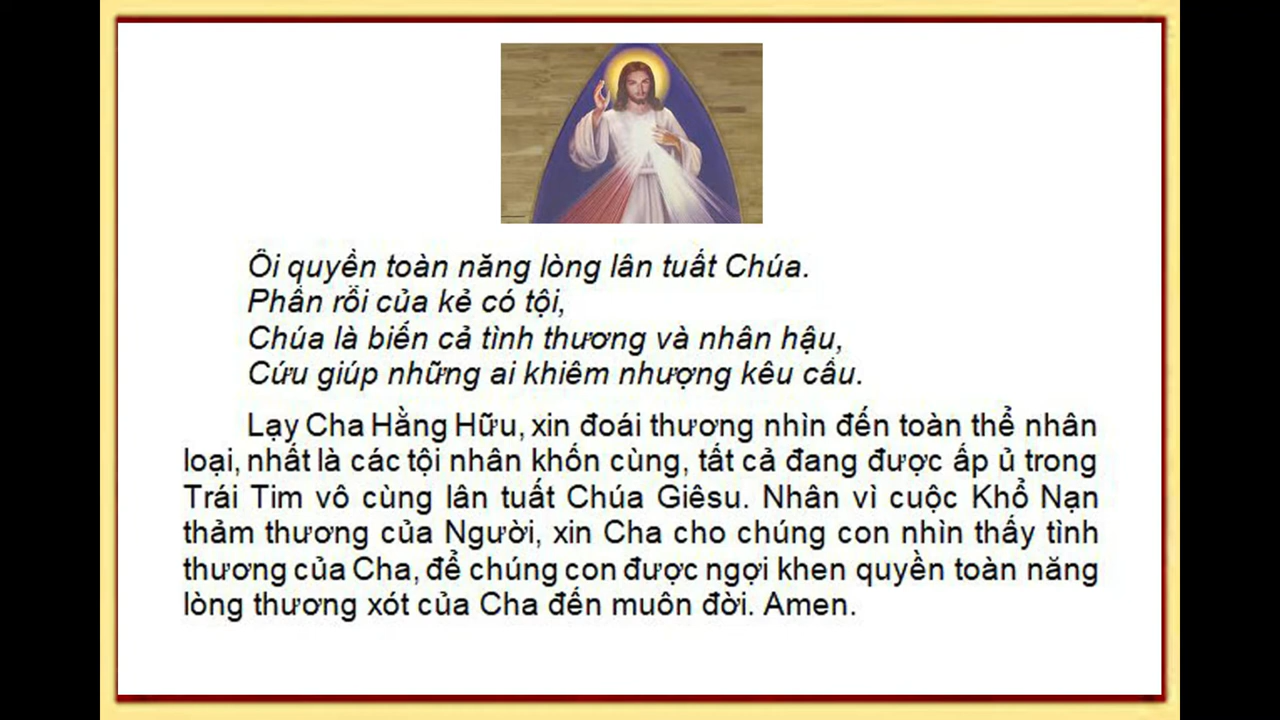 Ôi quyền toàn năng lòng lân tuất Chúa.
Phần rỗi của kẻ có tội,
Chúa là biển cả tình thương và nhân hậu,
Cứu giúp những ai khiêm nhượng kêu cầu.
Lạy Cha Hằng Hữu, xin đoái thương nhìn đến toàn thể nhân
loại, nhất là các tội nhân khốn cùng, tất cả đang được ấp ủ trong
Trái Tim vô cùng lân tuất Chúa Giêsu. Nhân vì cuộc Khổ Nạn
thảm thương của Người, xin Cha cho chúng con nhìn thấy tình
thương của Cha, để chúng con được ngợi khen quyền toàn năng
lòng thương xót của Cha đến muôn đời. Amen.